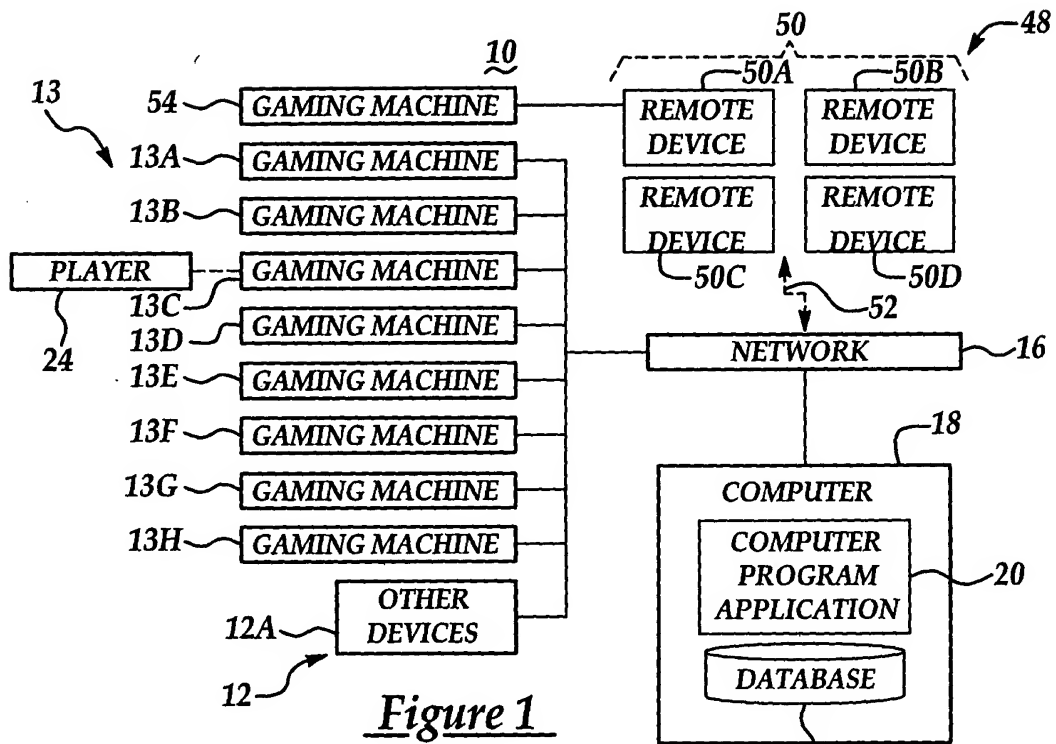 10
50
48
13
54
GAMING MACHINE
50A
REMOTE
DEVICE
50B
REMOTE
DEVICE
13A
GAMING MACHINE
13B
GAMING MACHINE
REMOTE
DEVICE
50C
REMOTE
DEVICE
50D
PLAYER
24
13C
GAMING MACHINE
52
13D
GAMING MACHINE
NETWORK
16
13E
GAMING MACHINE
13F
GAMING MACHINE
18
13G
GAMING MACHINE
COMPUTER
13H
GAMING MACHINE
COMPUTER
PROGRAM
APPLICATION
20
12A
OTHER
DEVICES
12
DATABASE
Figure 1